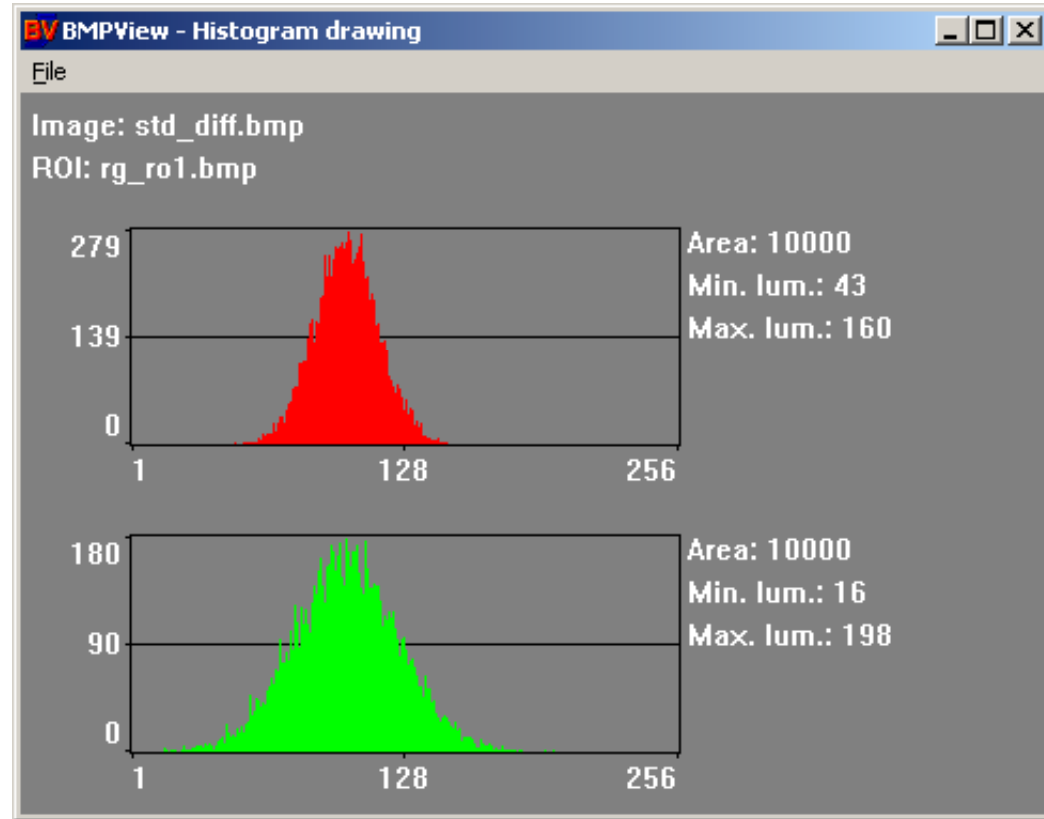 BV BMPView - Histogram drawing
File
Image: std_diff.bmp
ROI: rg_ro1.bmp
279
139
0
1 128 256
Area: 10000
Min. lum.: 43
Max. lum.: 160
180
90
0
1 128 256
Area: 10000
Min. lum.: 16
Max. lum.: 198